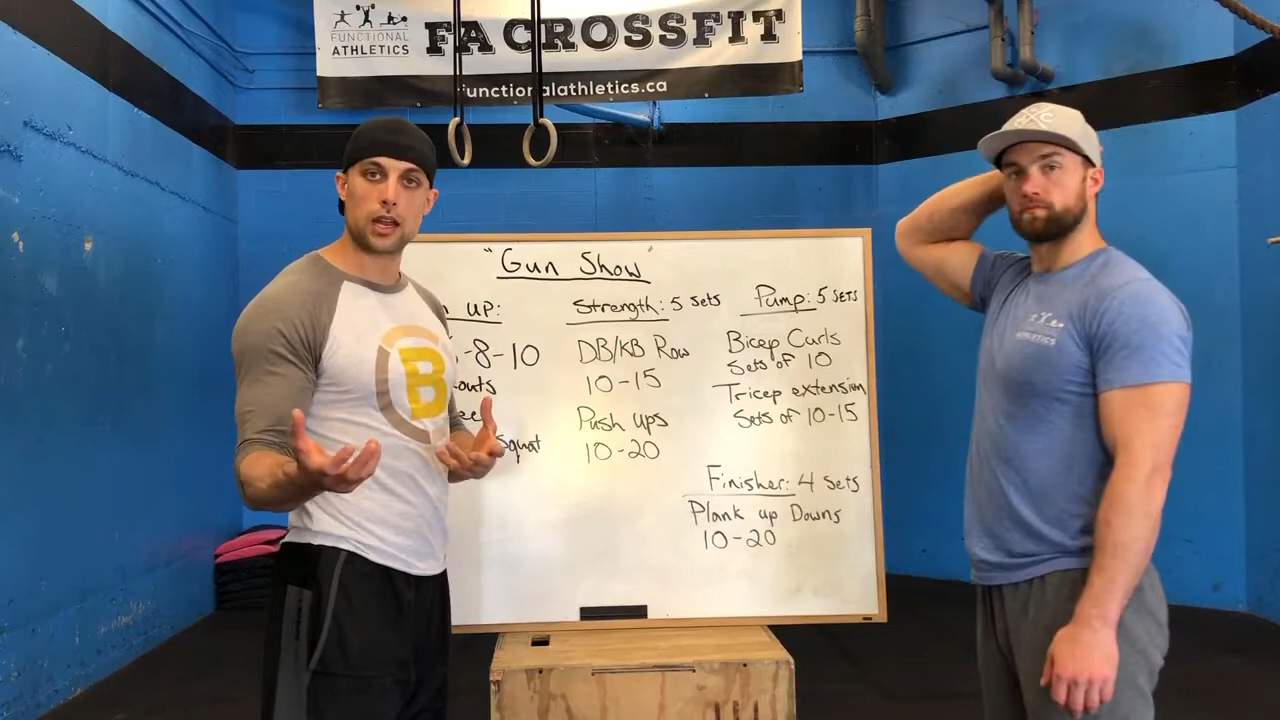 FUNCTIONAL
ATHLETICS
FA CROSSFIT
functionalathletics.ca
"Gun Show"
UP:
-8-10
squat
Strength: 5 sets
DB/KB Row
10-15
Push ups
10-20
Pump: 5 sets
Bicep Curls
Sets of 10
Tricep extension
Sets of 10-15
Finisher: 4 sets
Plank up Downs
10-20
B
ATHLETICS